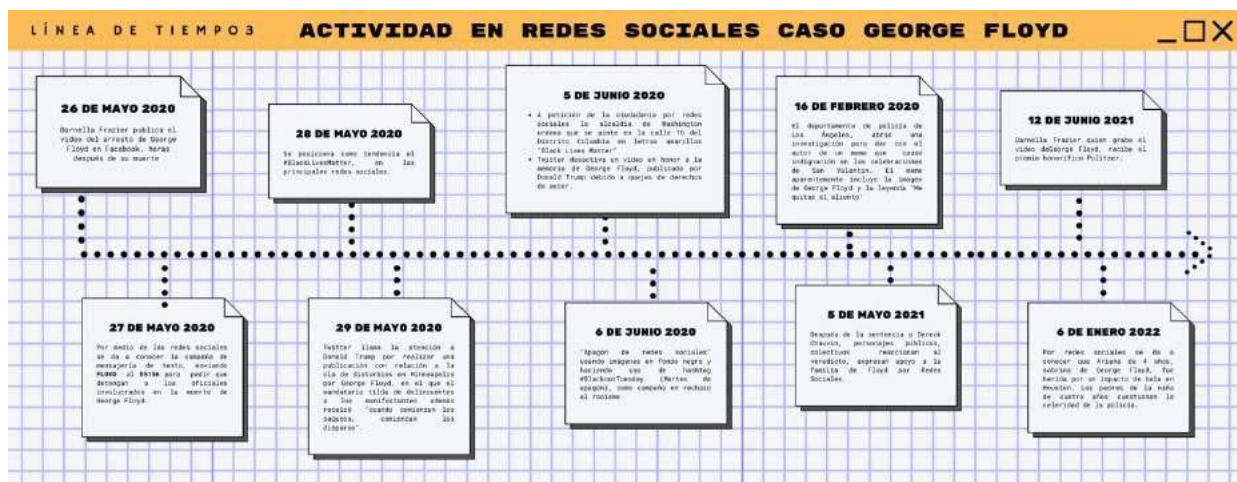 LÍNEA DE TIEMPO3
ACTIVIDAD EN REDES SOCIALES CASO GEORGE FLOYD
26 DE MAYO 2020
Darnella Frazier publica el
video del arresto de George
Floyd en Facebook, horas
después de su muerte
28 DE MAYO 2020
Se posiciona como tendencia el
#BlackLivesMatter, en las
principales redes sociales.
5 DE JUNIO 2020
• A petición de la ciudadanía por redes
sociales la alcaldía de Washington
ordena que se pinte en la calle 16 del
Distrito Columbia en letras amarillas
"Black Lives Matter"
• Twitter desactiva un video en honor a la
memoria de George Floyd, publicado por
Donald Trump debido a quejas de derechos
de autor.
16 DE FEBRERO 2020
El departamento de policía de
Los Ángeles, abrió una
investigación para dar con el
autor de un meme que causó
indignación en las celebraciones
de San Valentín. El meme
aparentemente incluye la imagen
de George Floyd y la leyenda "Me
quitas el aliento"
12 DE JUNIO 2021
Darnella Frazier quien grabó el
video deGeorge Floyd, recibe el
premio honorífico Pulitzer.
27 DE MAYO 2020
Por medio de las redes sociales
se da a conocer la campaña de
mensajería de texto, enviando
FLOYD al 55156 para pedir que
detengan a los oficiales
involucrados en la muerte de
George Floyd.
29 DE MAYO 2020
Twitter llama la atención a
Donald Trump por realizar una
publicación con relación a la
ola de disturbios en Minneapolis
por George Floyd, en el que el
mandatario tilda de delincuentes
a los manifestantes además
recalcó "cuando comienzan los
saqueos, comienzan los
disparos".
6 DE JUNIO 2020
"Apagón de redes sociales"
usando imágenes en fondo negro y
haciendo uso de hashtag
#BlackoutTuesday (Martes de
apagón), como campaña en rechazo
al racismo
5 DE MAYO 2021
Después de la sentencia a Dereck
Chauvin, personajes públicos,
colectivos reaccionan al
veredicto, expresan apoyo a la
familia de Floyd por Redes
Sociales.
6 DE ENERO 2022
Por redes sociales se da a
conocer que Ariana de 4 años,
sobrina de George Floyd, fue
herida por un impacto de bala en
Houston. Los padres de la niña
de cuatro años cuestionan la
celeridad de la policía.